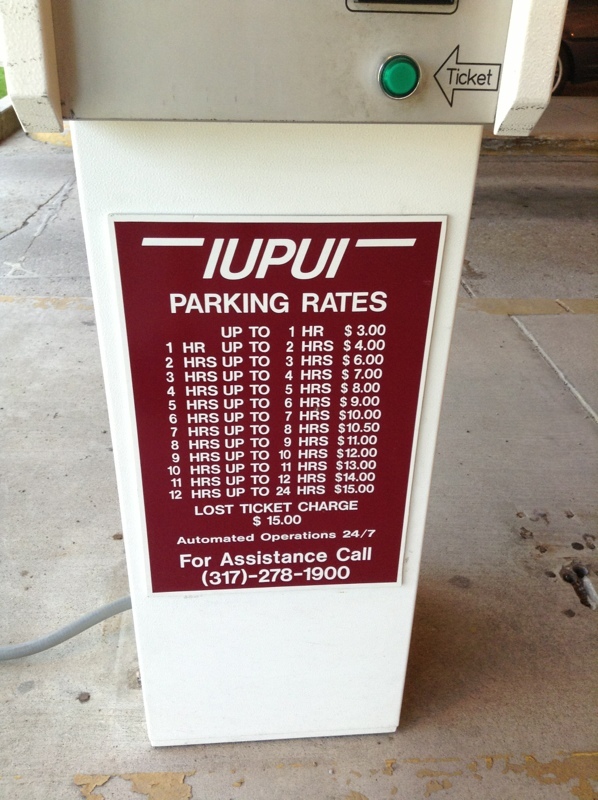 Ticket
IUPUI
PARKING RATES
UP TO 1 HR $ 3.00
1 HR UP TO 2 HRS $ 4.00
2 HRS UP TO 3 HRS $ 6.00
3 HRS UP TO 4 HRS $ 7.00
4 HRS UP TO 5 HRS $ 8.00
5 HRS UP TO 6 HRS $ 9.00
6 HRS UP TO 7 HRS $10.00
7 HRS UP TO 8 HRS $10.50
8 HRS UP TO 9 HRS $11.00
9 HRS UP TO 10 HRS $12.00
10 HRS UP TO 11 HRS $13.00
11 HRS UP TO 12 HRS $14.00
12 HRS UP TO 24 HRS $15.00
LOST TICKET CHARGE
$ 15.00
Automated Operations 24/7
For Assistance Call
(317)-278-1900